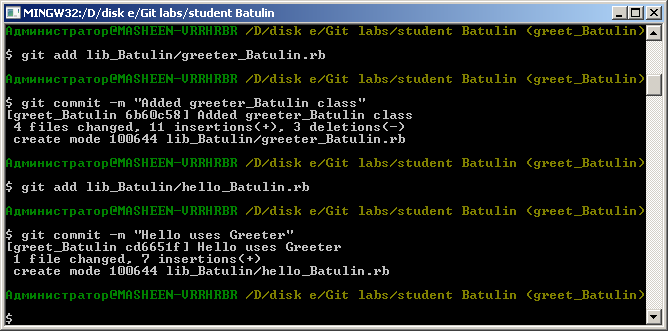 MINGW32:/D/disk e/Git labs/student Batulin
Администратор@MASHEEN-VRRHRBR /D/disk e/Git labs/student Batulin (greet_Batulin)
$ git add lib_Batulin/greeter_Batulin.rb
Администратор@MASHEEN-VRRHRBR /D/disk e/Git labs/student Batulin (greet_Batulin)
$ git commit -m "Added greeter_Batulin class"
[greet_Batulin 6b60c58] Added greeter_Batulin class
 4 files changed, 11 insertions(+), 3 deletions(-)
 create mode 100644 lib_Batulin/greeter_Batulin.rb
Администратор@MASHEEN-VRRHRBR /D/disk e/Git labs/student Batulin (greet_Batulin)
$ git add lib_Batulin/hello_Batulin.rb
Администратор@MASHEEN-VRRHRBR /D/disk e/Git labs/student Batulin (greet_Batulin)
$ git commit -m "Hello uses Greeter"
[greet_Batulin cd6651f] Hello uses Greeter
 1 file changed, 7 insertions(+)
 create mode 100644 lib_Batulin/hello_Batulin.rb
Администратор@MASHEEN-VRRHRBR /D/disk e/Git labs/student Batulin (greet_Batulin)
$